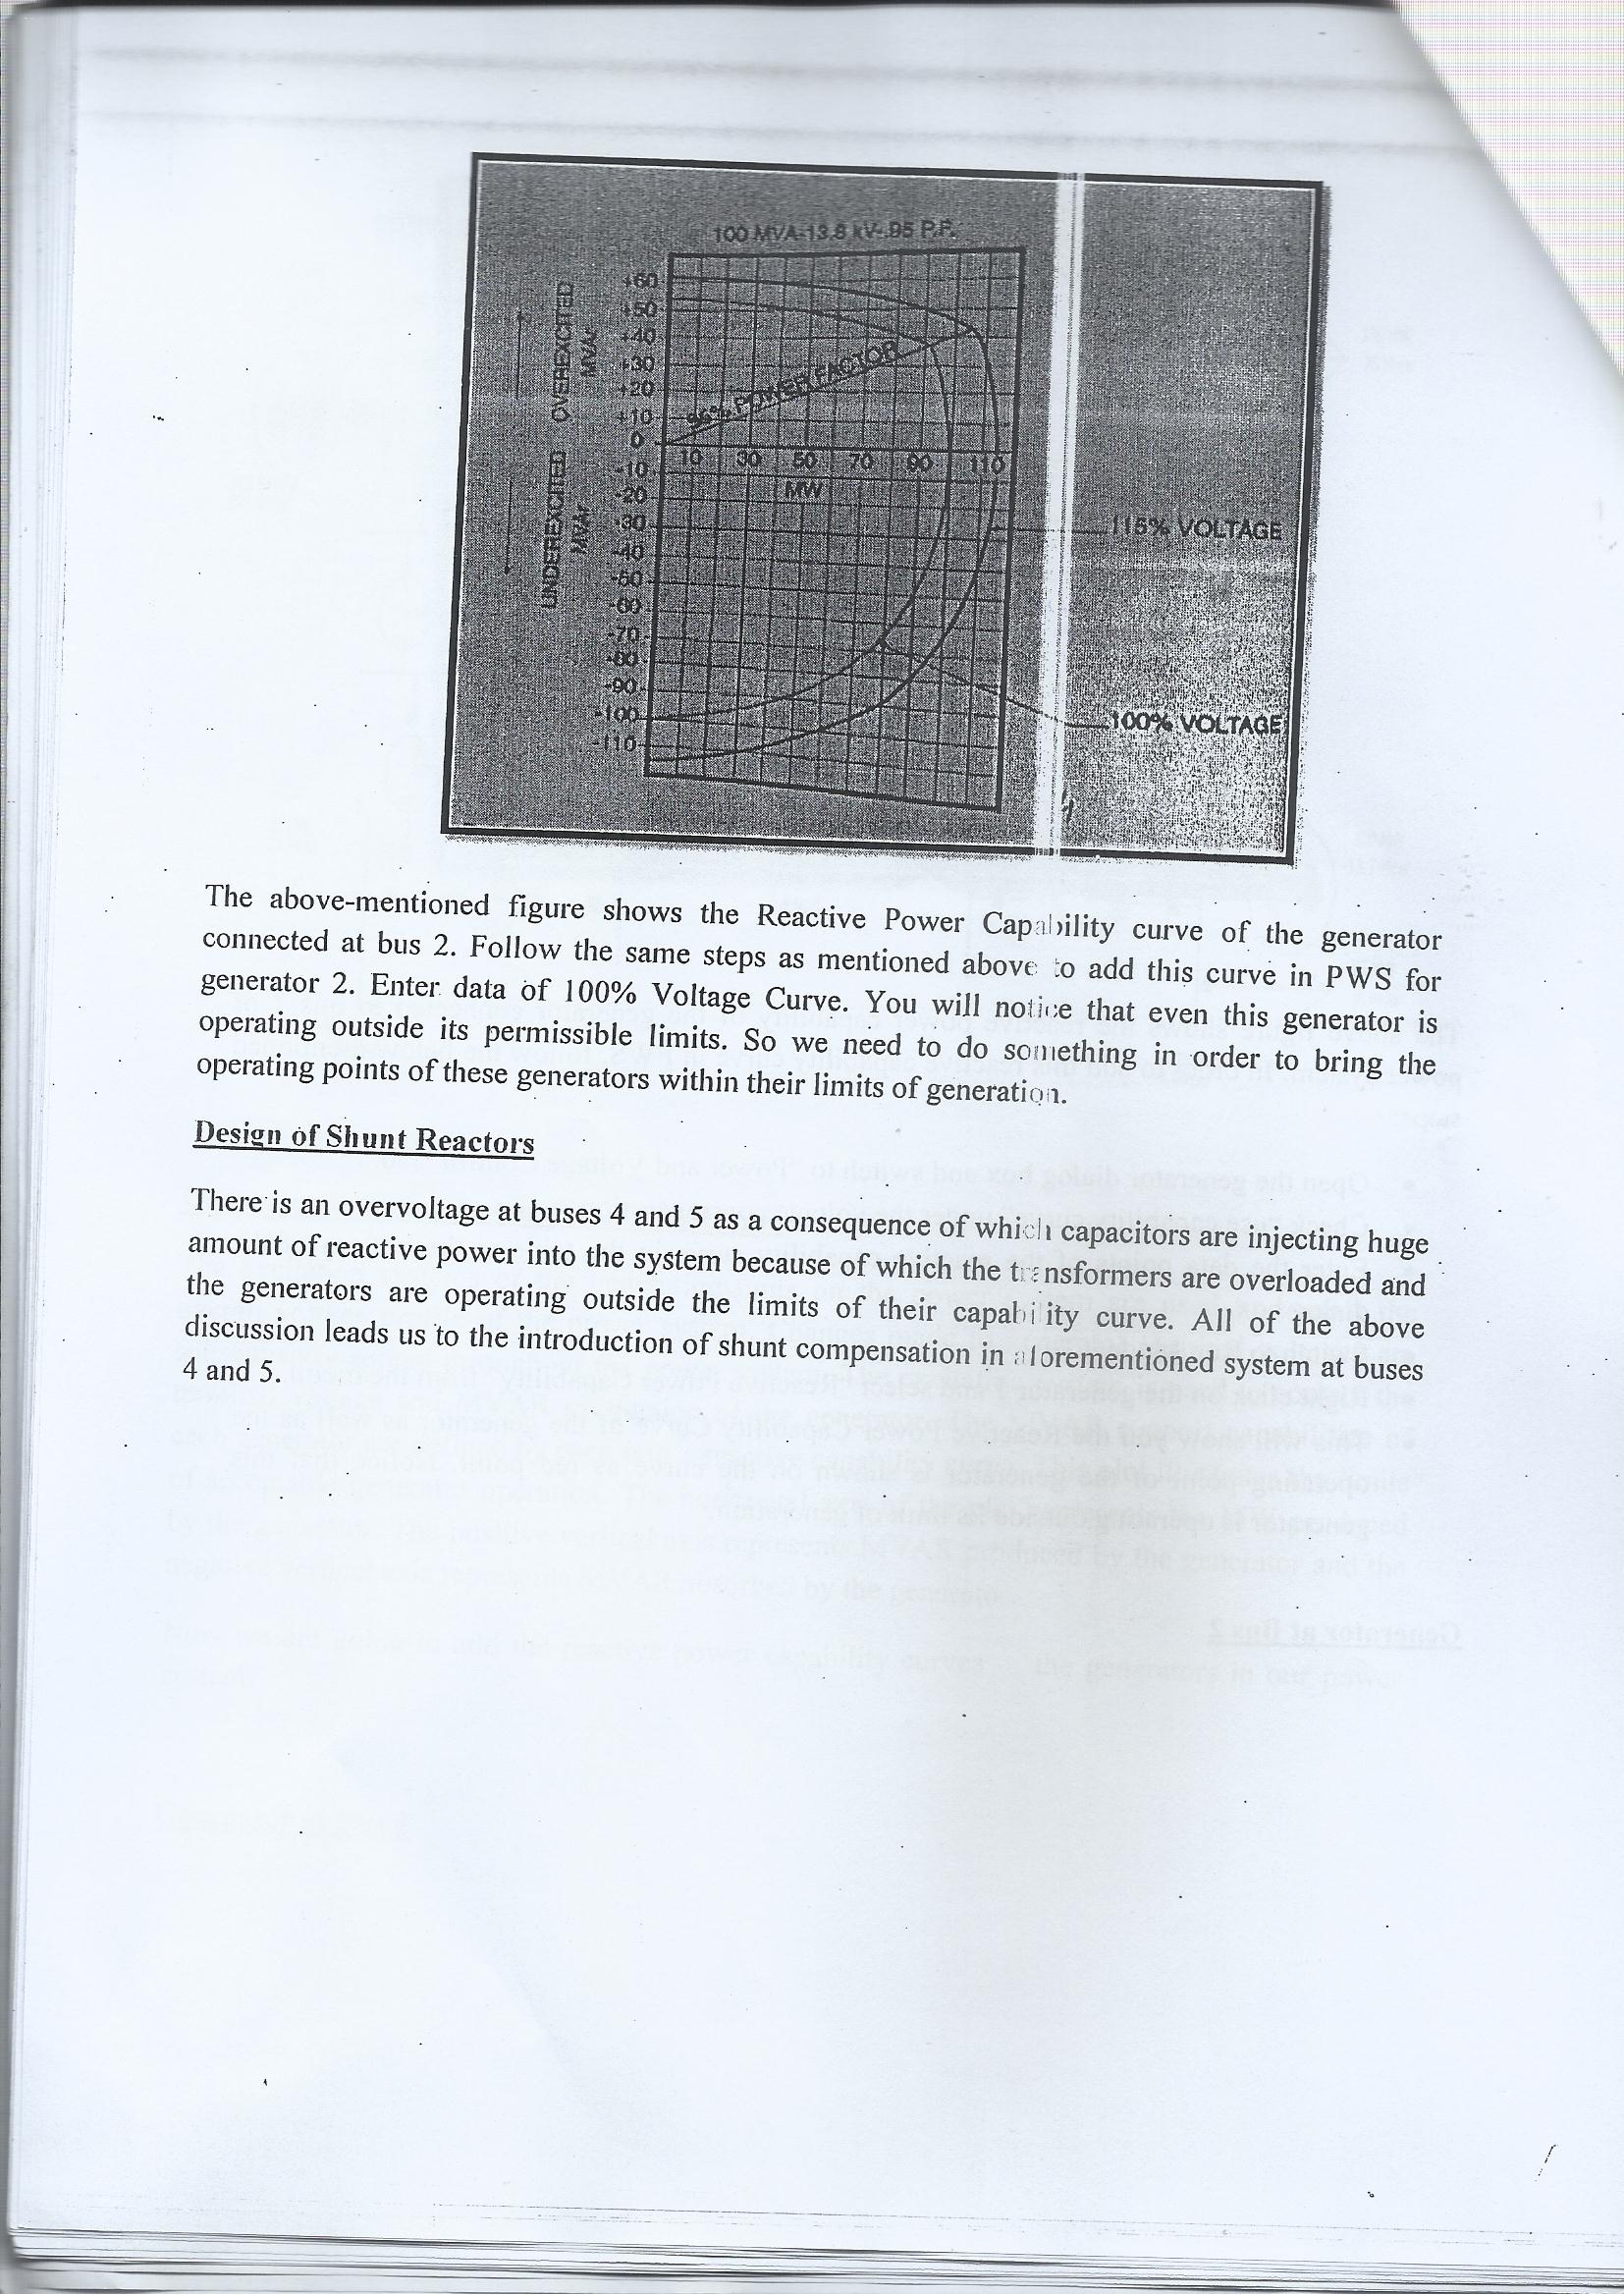 100 MVA-13.8 kV-.95 P.F.
OVEREXCITED
MVAr
UNDEREXCITED
MVAr
+60
+50
+40
+30
+20
+10
0
-10
-20
-30
-40
-50
-60
-70
-80
-90
-100
-110
95% POWER FACTOR
10 30 50 70 90 110
MW
115% VOLTAGE
100% VOLTAGE
The above-mentioned figure shows the Reactive Power Capability curve of the generator
connected at bus 2. Follow the same steps as mentioned above to add this curve in PWS for
generator 2. Enter data of 100% Voltage Curve. You will notice that even this generator is
operating outside its permissible limits. So we need to do something in order to bring the
operating points of these generators within their limits of generation.
Design of Shunt Reactors
There is an overvoltage at buses 4 and 5 as a consequence of which capacitors are injecting huge
amount of reactive power into the system because of which the transformers are overloaded and
the generators are operating outside the limits of their capability curve. All of the above
discussion leads us to the introduction of shunt compensation in aforementioned system at buses
4 and 5.